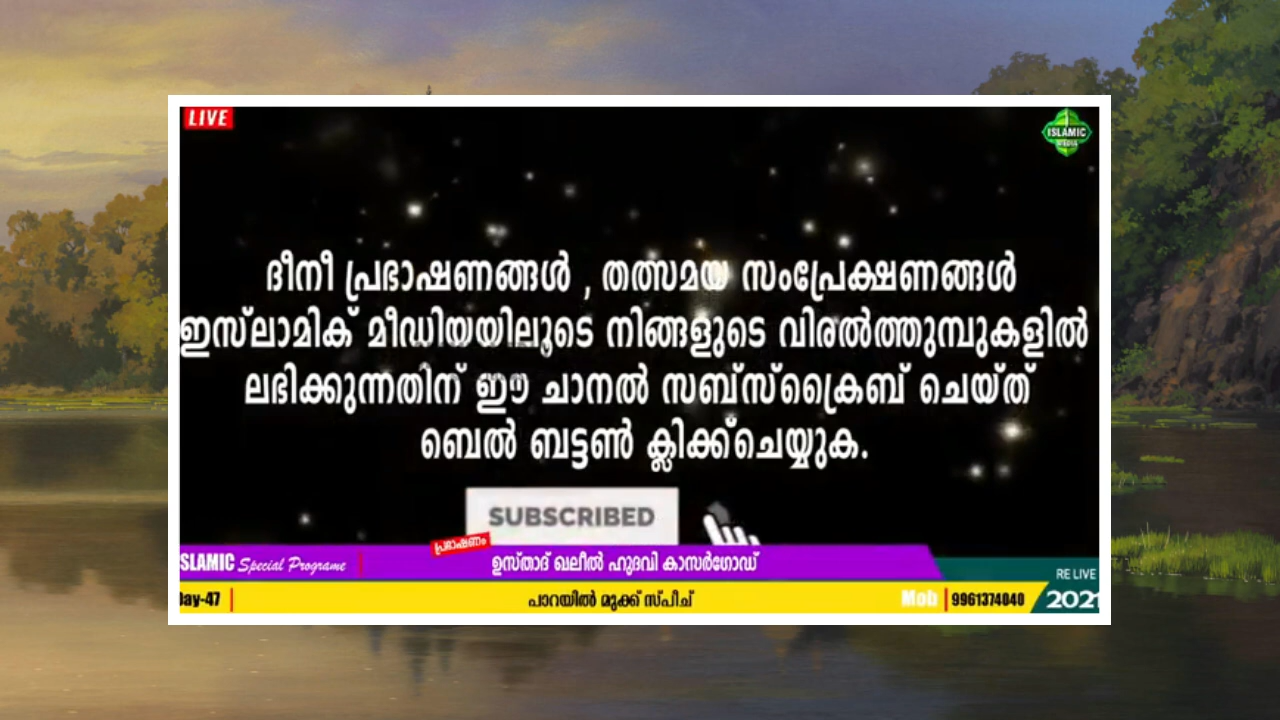 LIVE
ISLAMIC
MEDIA
ദീനീ പ്രഭാഷണങ്ങൾ , തത്സമയ സംപ്രേക്ഷണങ്ങൾ
ഇസ്‌ലാമിക് മീഡിയയിലൂടെ നിങ്ങളുടെ വിരൽത്തുമ്പുകളിൽ
ലഭിക്കുന്നതിന് ഈ ചാനൽ സബ്സ്ക്രൈബ് ചെയ്ത്
ബെൽ ബട്ടൺ ക്ലിക്ക്ചെയ്യുക.
SUBSCRIBED
പ്രഭാഷണം
SLAMIC Special Programe
ഉസ്താദ് ഖലീൽ ഹുദവി കാസർഗോഡ്
RE LIVE
Day-47
പാറയിൽ മുക്ക് സ്പീച്
Mob 9961374040
2021